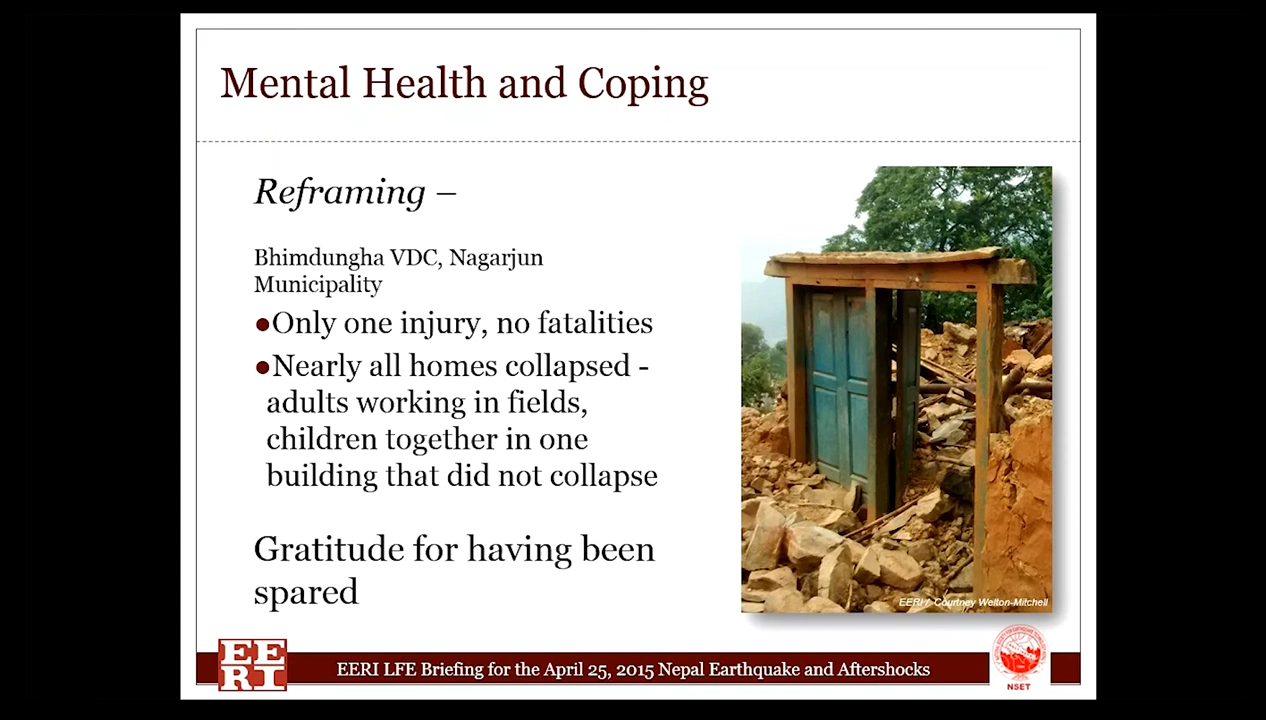 Mental Health and Coping
Reframing –
Bhimdungha VDC, Nagarjun
Municipality
●Only one injury, no fatalities
●Nearly all homes collapsed -
adults working in fields,
children together in one
building that did not collapse
Gratitude for having been
spared
EERI / Courtney Welton-Mitchell
EE
RI
EERI LFE Briefing for the April 25, 2015 Nepal Earthquake and Aftershocks
NSET